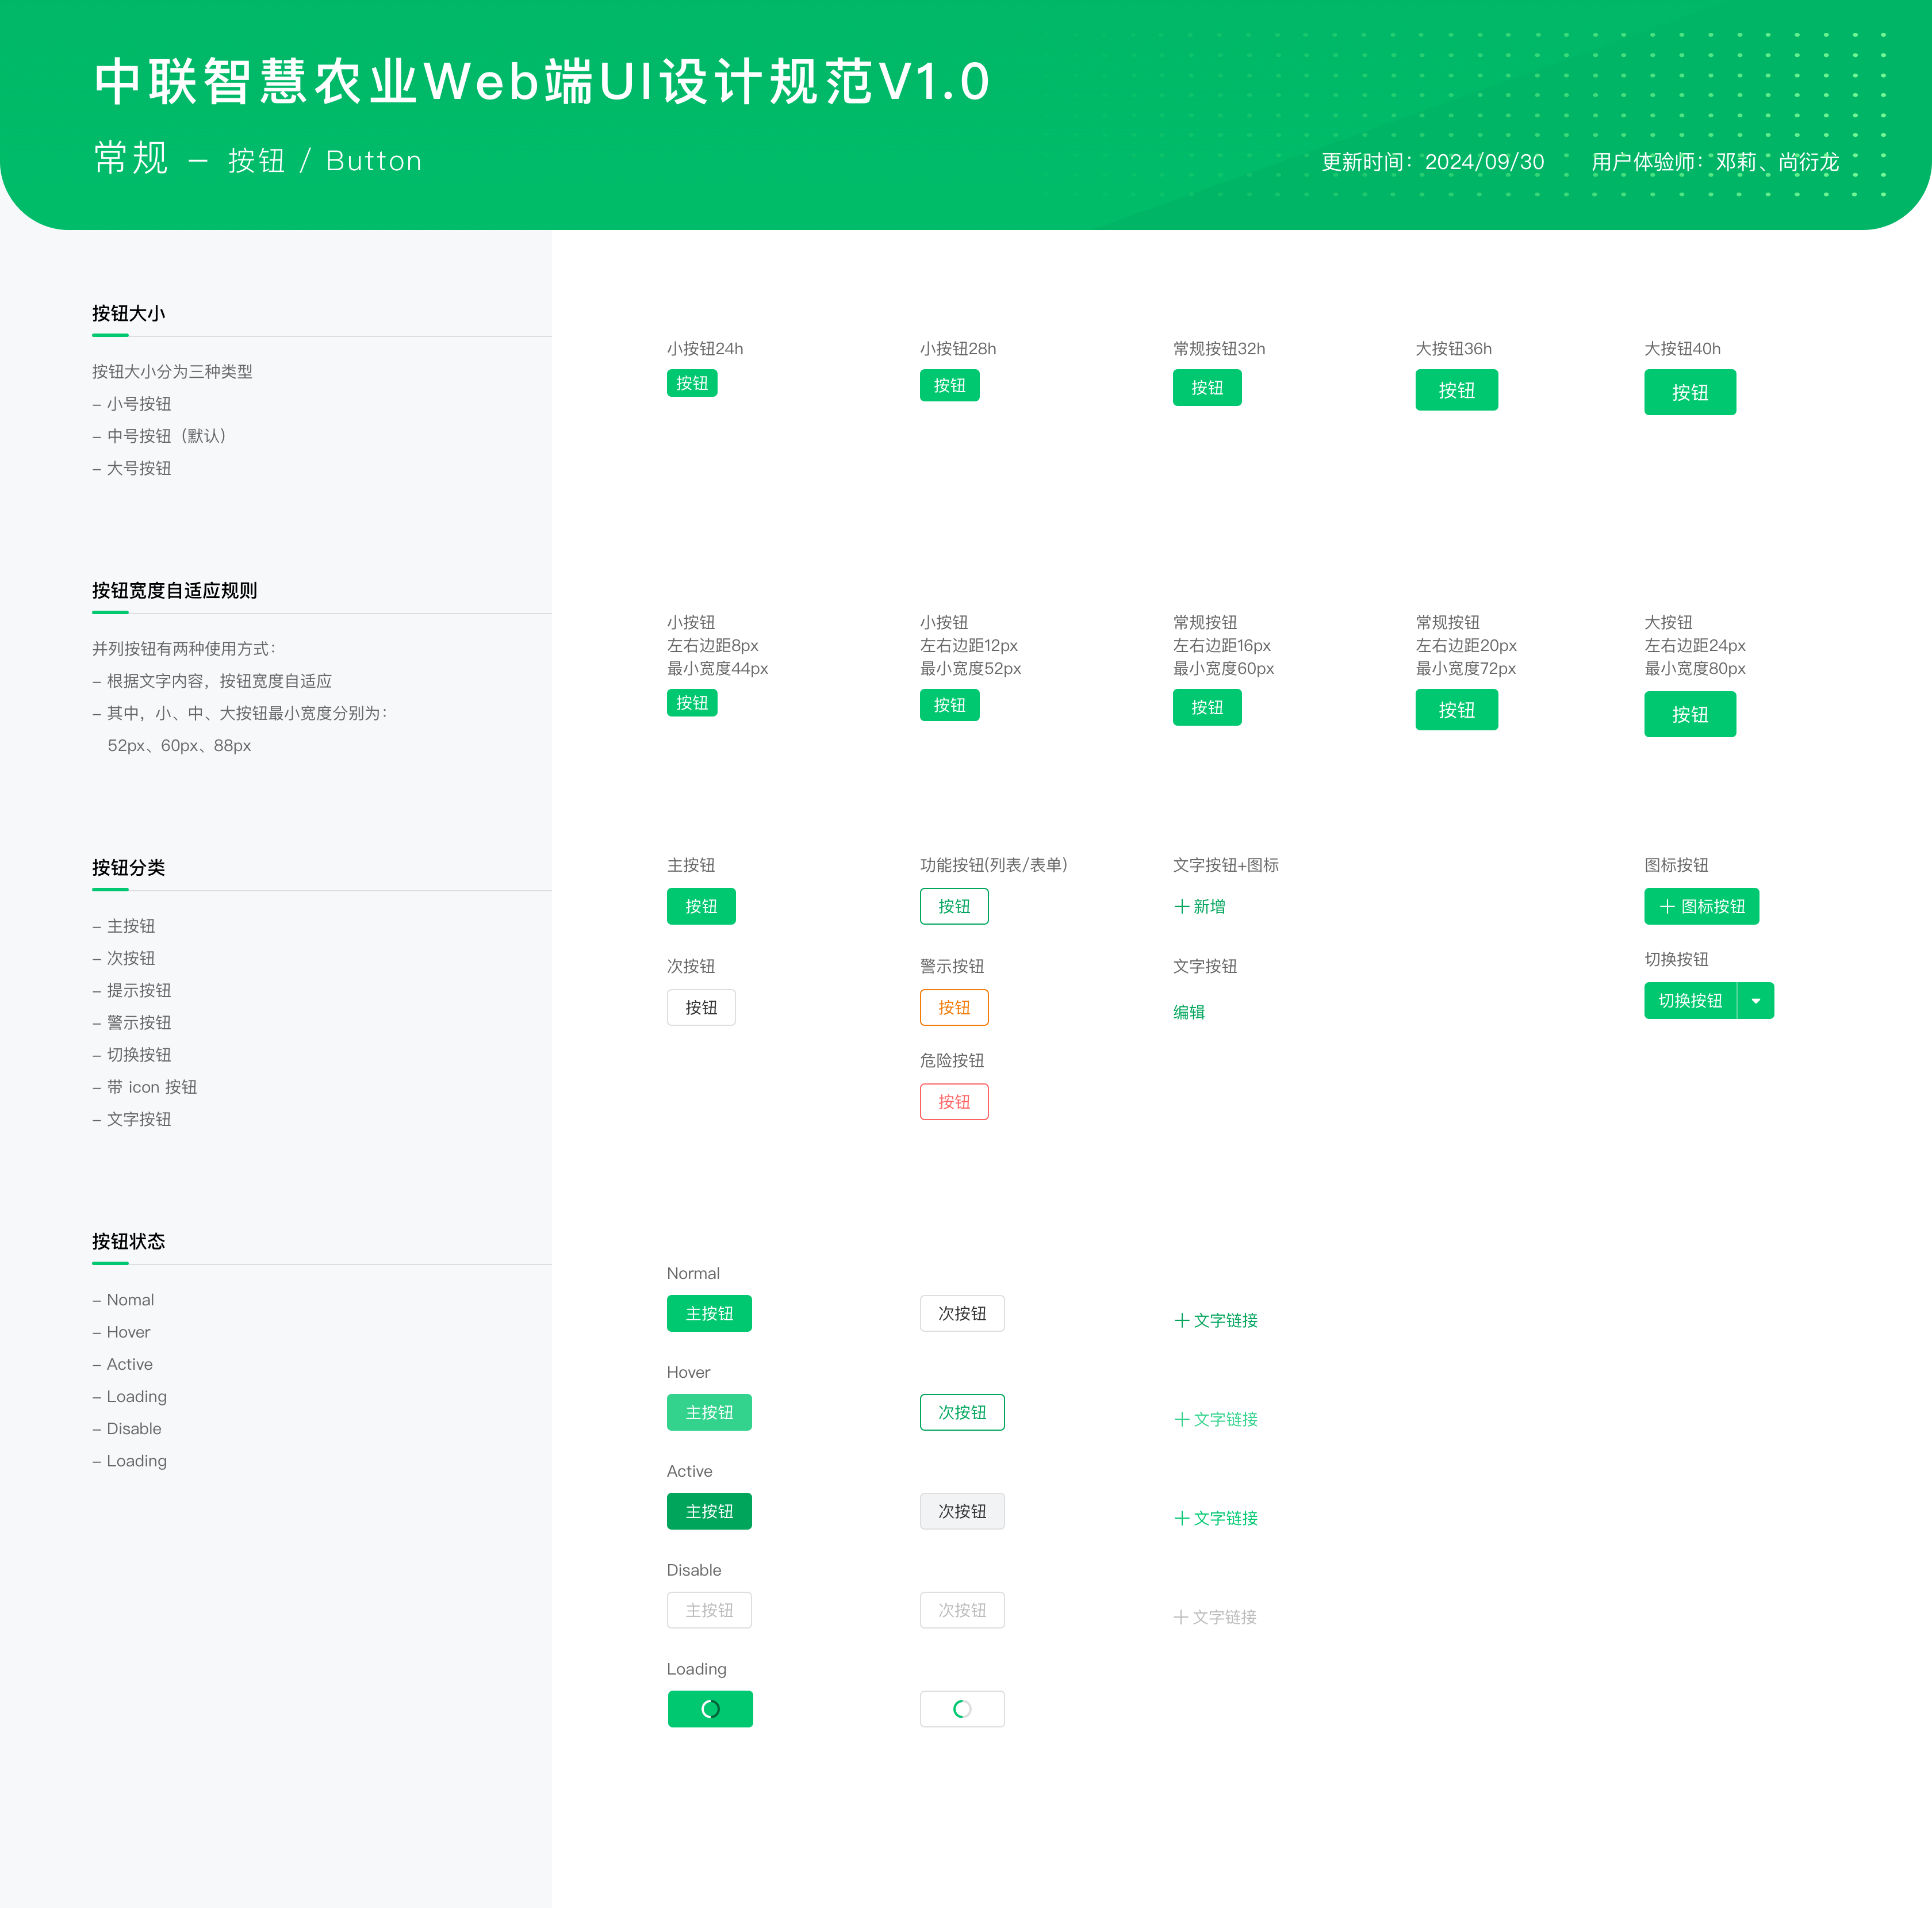 中联智慧农业Web端UI设计规范V1.0
常规 – 按钮 / Button
更新时间：2024/09/30 用户体验师：邓莉、尚衍龙
按钮大小
按钮大小分为三种类型
– 小号按钮
– 中号按钮（默认）
– 大号按钮
小按钮24h
按钮
小按钮28h
按钮
常规按钮32h
按钮
大按钮36h
按钮
大按钮40h
按钮
按钮宽度自适应规则
并列按钮有两种使用方式：
– 根据文字内容，按钮宽度自适应
– 其中，小、中、大按钮最小宽度分别为：
52px、60px、88px
小按钮
左右边距8px
最小宽度44px
按钮
小按钮
左右边距12px
最小宽度52px
按钮
常规按钮
左右边距16px
最小宽度60px
按钮
常规按钮
左右边距20px
最小宽度72px
按钮
大按钮
左右边距24px
最小宽度80px
按钮
按钮分类
– 主按钮
– 次按钮
– 提示按钮
– 警示按钮
– 切换按钮
– 带 icon 按钮
– 文字按钮
主按钮
按钮
次按钮
按钮
功能按钮(列表/表单)
按钮
警示按钮
按钮
危险按钮
按钮
文字按钮+图标
＋新增
文字按钮
编辑
图标按钮
＋ 图标按钮
切换按钮
切换按钮
按钮状态
– Nomal
– Hover
– Active
– Loading
– Disable
– Loading
Normal
主按钮
次按钮
＋文字链接
Hover
主按钮
次按钮
＋文字链接
Active
主按钮
次按钮
＋文字链接
Disable
主按钮
次按钮
＋文字链接
Loading